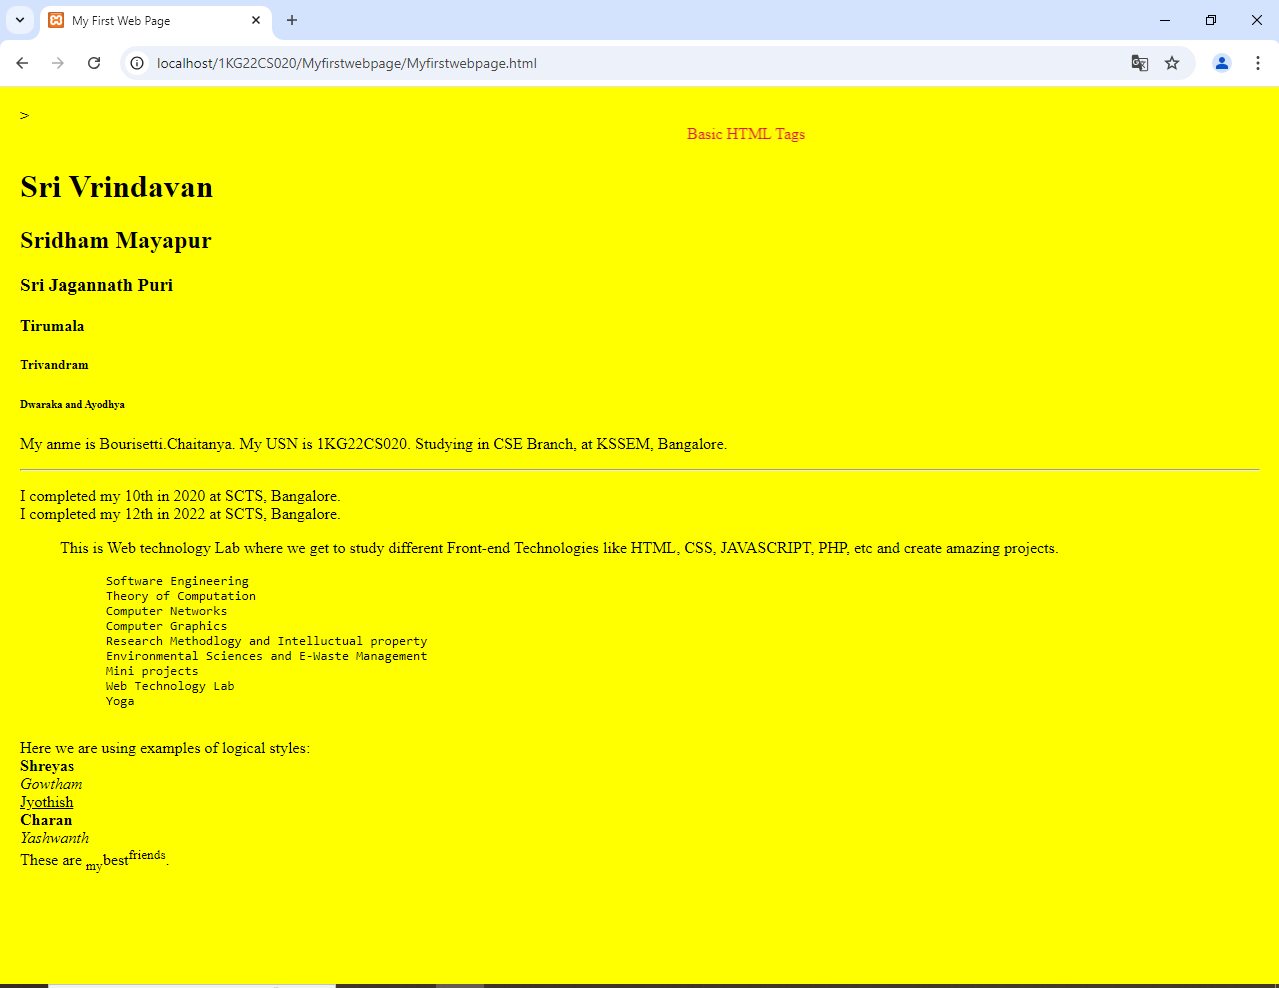 My First Web Page
localhost/1KG22CS020/Myfirstwebpage/Myfirstwebpage.html
>
Basic HTML Tags
Sri Vrindavan
Sridham Mayapur
Sri Jagannath Puri
Tirumala
Trivandram
Dwaraka and Ayodhya
My anme is Bourisetti.Chaitanya. My USN is 1KG22CS020. Studying in CSE Branch, at KSSEM, Bangalore.
I completed my 10th in 2020 at SCTS, Bangalore.
I completed my 12th in 2022 at SCTS, Bangalore.
This is Web technology Lab where we get to study different Front-end Technologies like HTML, CSS, JAVASCRIPT, PHP, etc and create amazing projects.
Software Engineering
Theory of Computation
Computer Networks
Computer Graphics
Research Methodlogy and Intelluctual property
Environmental Sciences and E-Waste Management
Mini projects
Web Technology Lab
Yoga
Here we are using examples of logical styles:
Shreyas
Gowtham
Jyothish
Charan
Yashwanth
These are mybestfriends.